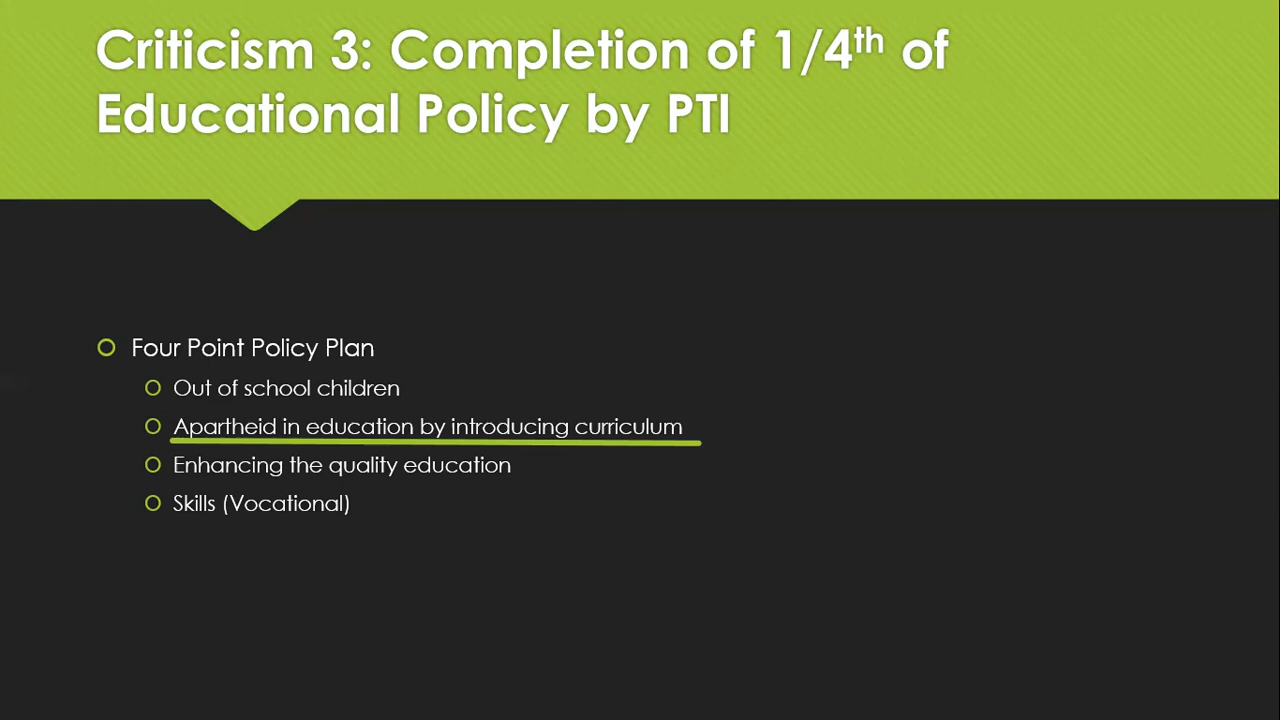 Criticism 3: Completion of 1/4th of
Educational Policy by PTI
Four Point Policy Plan
Out of school children
Apartheid in education by introducing curriculum
Enhancing the quality education
Skills (Vocational)